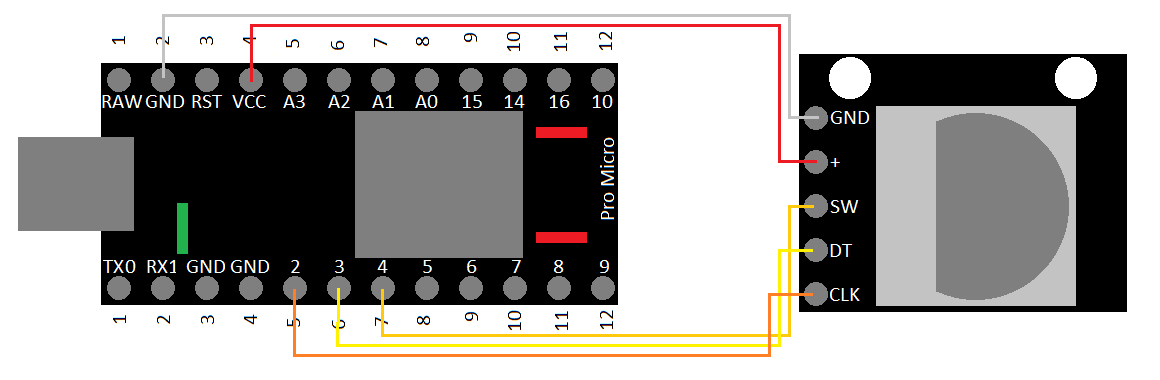 1 2 3 4 5 6 7 8 9 10 11 12
RAW GND RST VCC A3 A2 A1 A0 15 14 16 10
GND
+
Pro Micro
SW
DT
TX0 RX1 GND GND 2 3 4 5 6 7 8 9
CLK
1 2 3 4 5 6 7 8 9 10 11 12